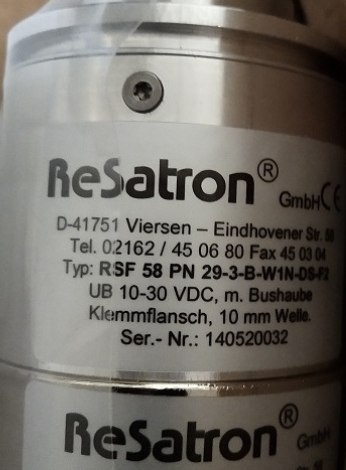 ReSatron® GmbH CE
D-41751 Viersen – Eindhovener Str.
Tel. 02162 / 45 06 80 Fax 45 03 04
Typ: RSF 58 PN 29-3-B-W1N-DS-F2
UB 10-30 VDC, m. Bushaube
Klemmflansch, 10 mm Welle.
Ser.- Nr.: 140520032
ReSatron® GmbH